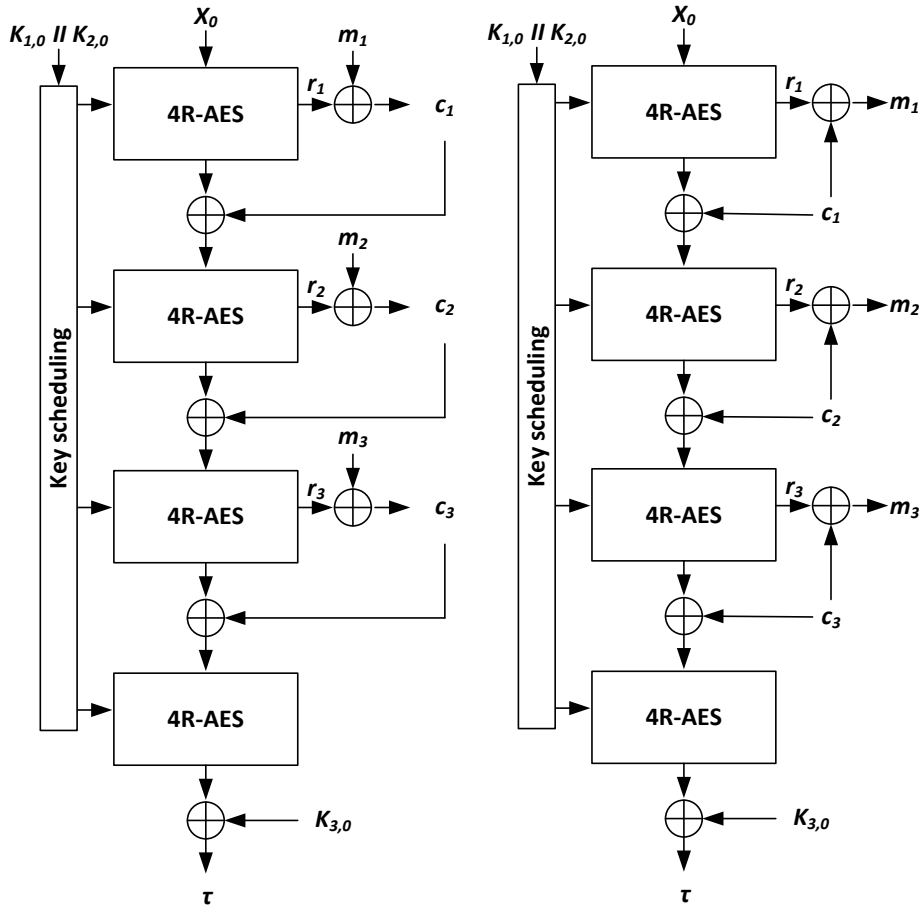 X₀
K₁,₀ II K₂,₀
m₁
4R-AES
r₁
c₁
m₂
4R-AES
r₂
c₂
Key scheduling
m₃
4R-AES
r₃
c₃
4R-AES
K₃,₀
τ
X₀
K₁,₀ II K₂,₀
4R-AES
r₁
m₁
c₁
4R-AES
r₂
m₂
c₂
Key scheduling
4R-AES
r₃
m₃
c₃
4R-AES
K₃,₀
τ